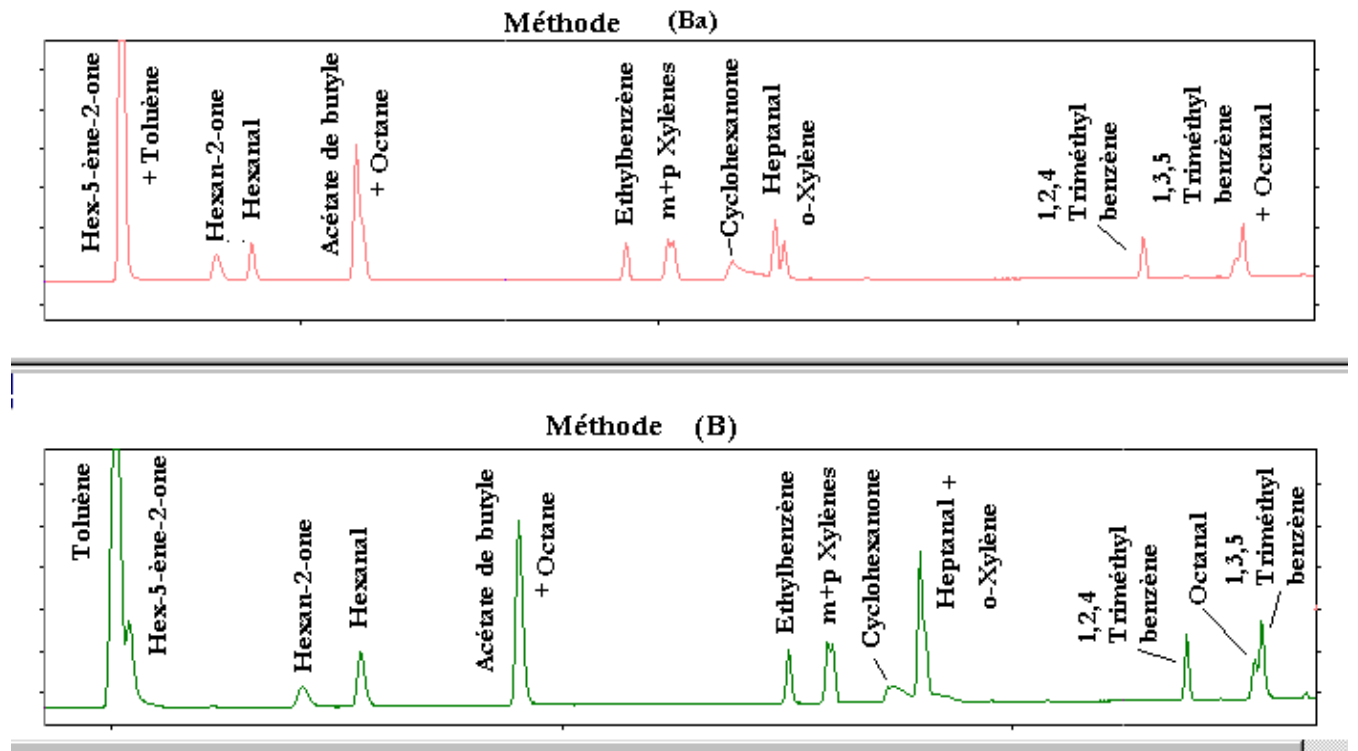 Méthode (Ba)
Hex-5-ène-2-one
+ Toluène
Hexan-2-one
Hexanal
Acétate de butyle
+ Octane
Ethylbenzène
m+p Xylènes
Cyclohexanone
Heptanal
o-Xylène
1,2,4
Triméthyl
benzène
1,3,5
Triméthyl
benzène
+ Octanal
Méthode (B)
Toluène
Hex-5-ène-2-one
Hexan-2-one
Hexanal
Acétate de butyle
+ Octane
Ethylbenzène
m+p Xylènes
Cyclohexanone
Heptanal +
o-Xylène
1,2,4
Triméthyl
benzène
Octanal
1,3,5
Triméthyl
benzène